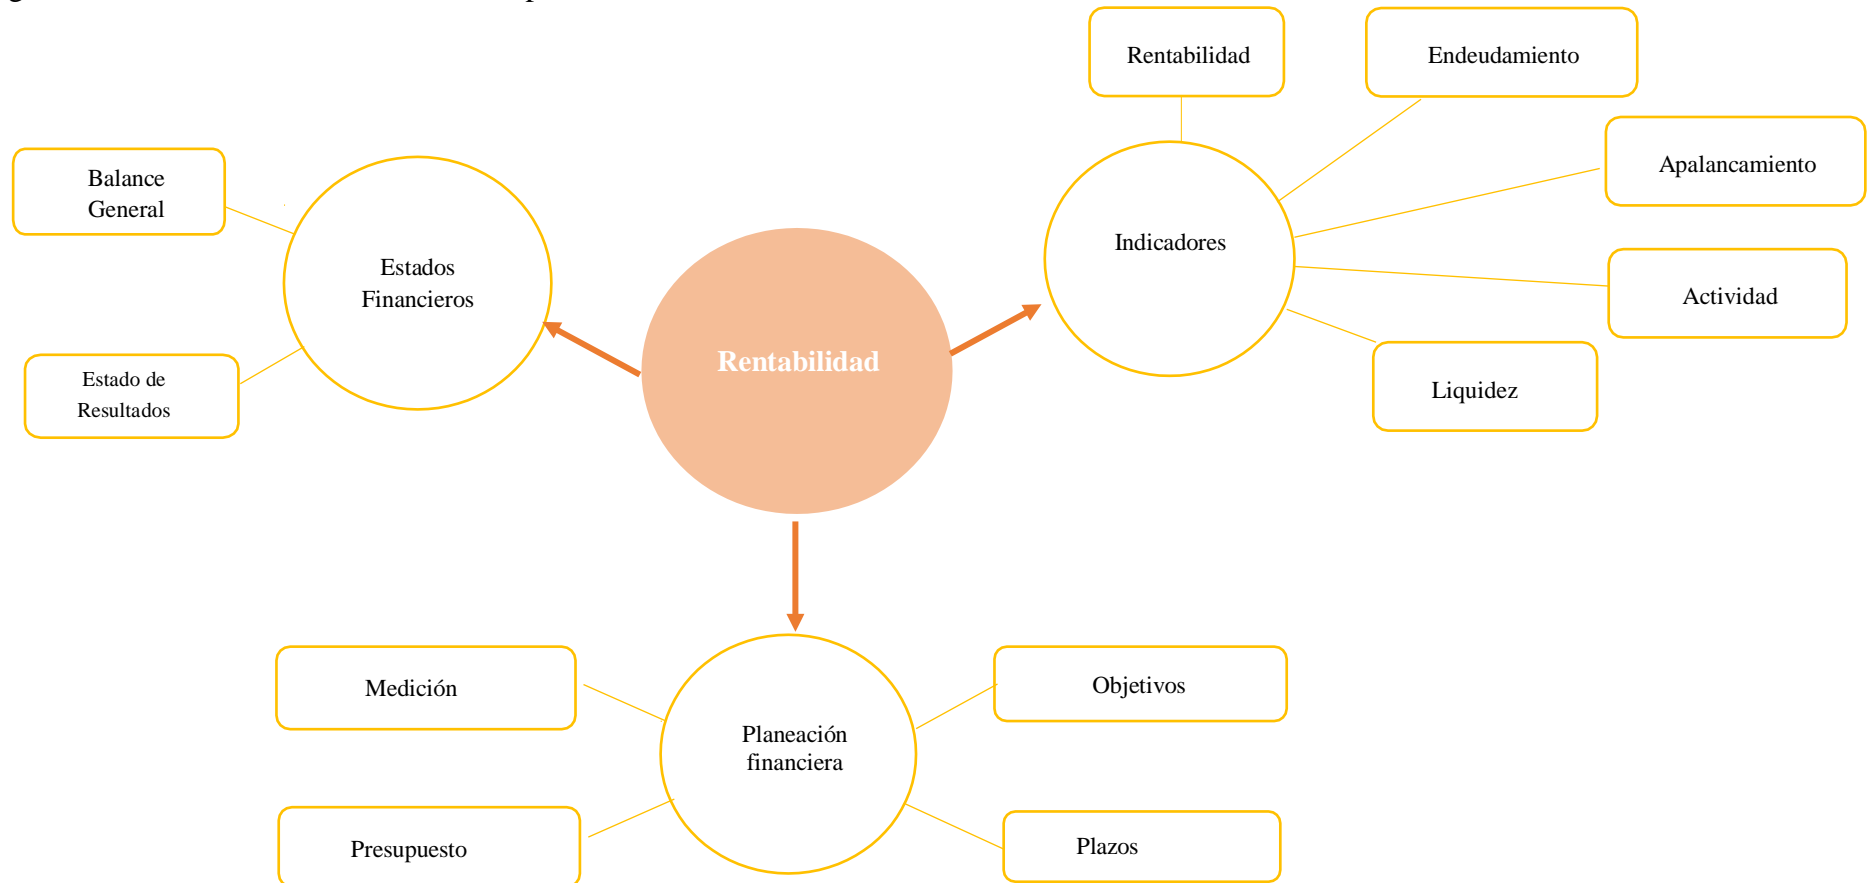 Rentabilidad
Endeudamiento
Apalancamiento
Balance
General
Indicadores
Estados
Financieros
Actividad
Rentabilidad
Estado de
Resultados
Liquidez
Medición
Objetivos
Planeación
financiera
Presupuesto
Plazos